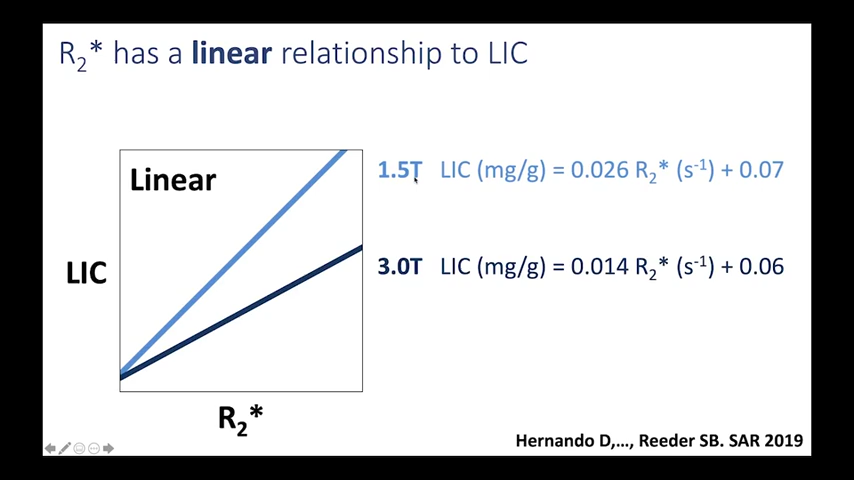 R₂* has a linear relationship to LIC
Linear
LIC
R₂*
1.5T LIC (mg/g) = 0.026 R₂* (s⁻¹) + 0.07
3.0T LIC (mg/g) = 0.014 R₂* (s⁻¹) + 0.06
Hernando D,…, Reeder SB. SAR 2019